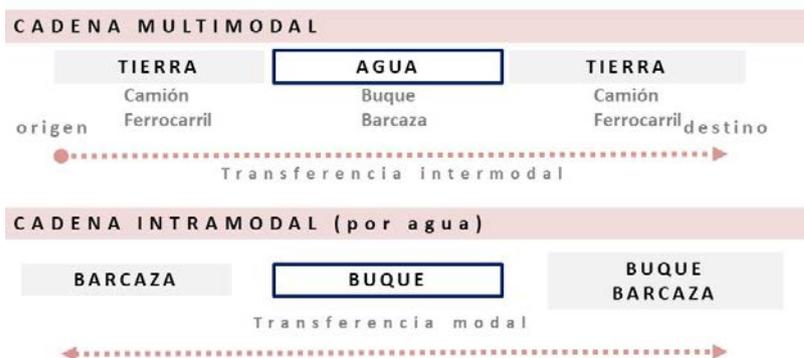 CADENA MULTIMODAL
TIERRA AGUA TIERRA
Camión Buque Camión
origen Ferrocarril Barcaza Ferrocarril destino
Transferencia intermodal
CADENA INTRAMODAL (por agua)
BARCAZA BUQUE BUQUE
BARCAZA
Transferencia modal